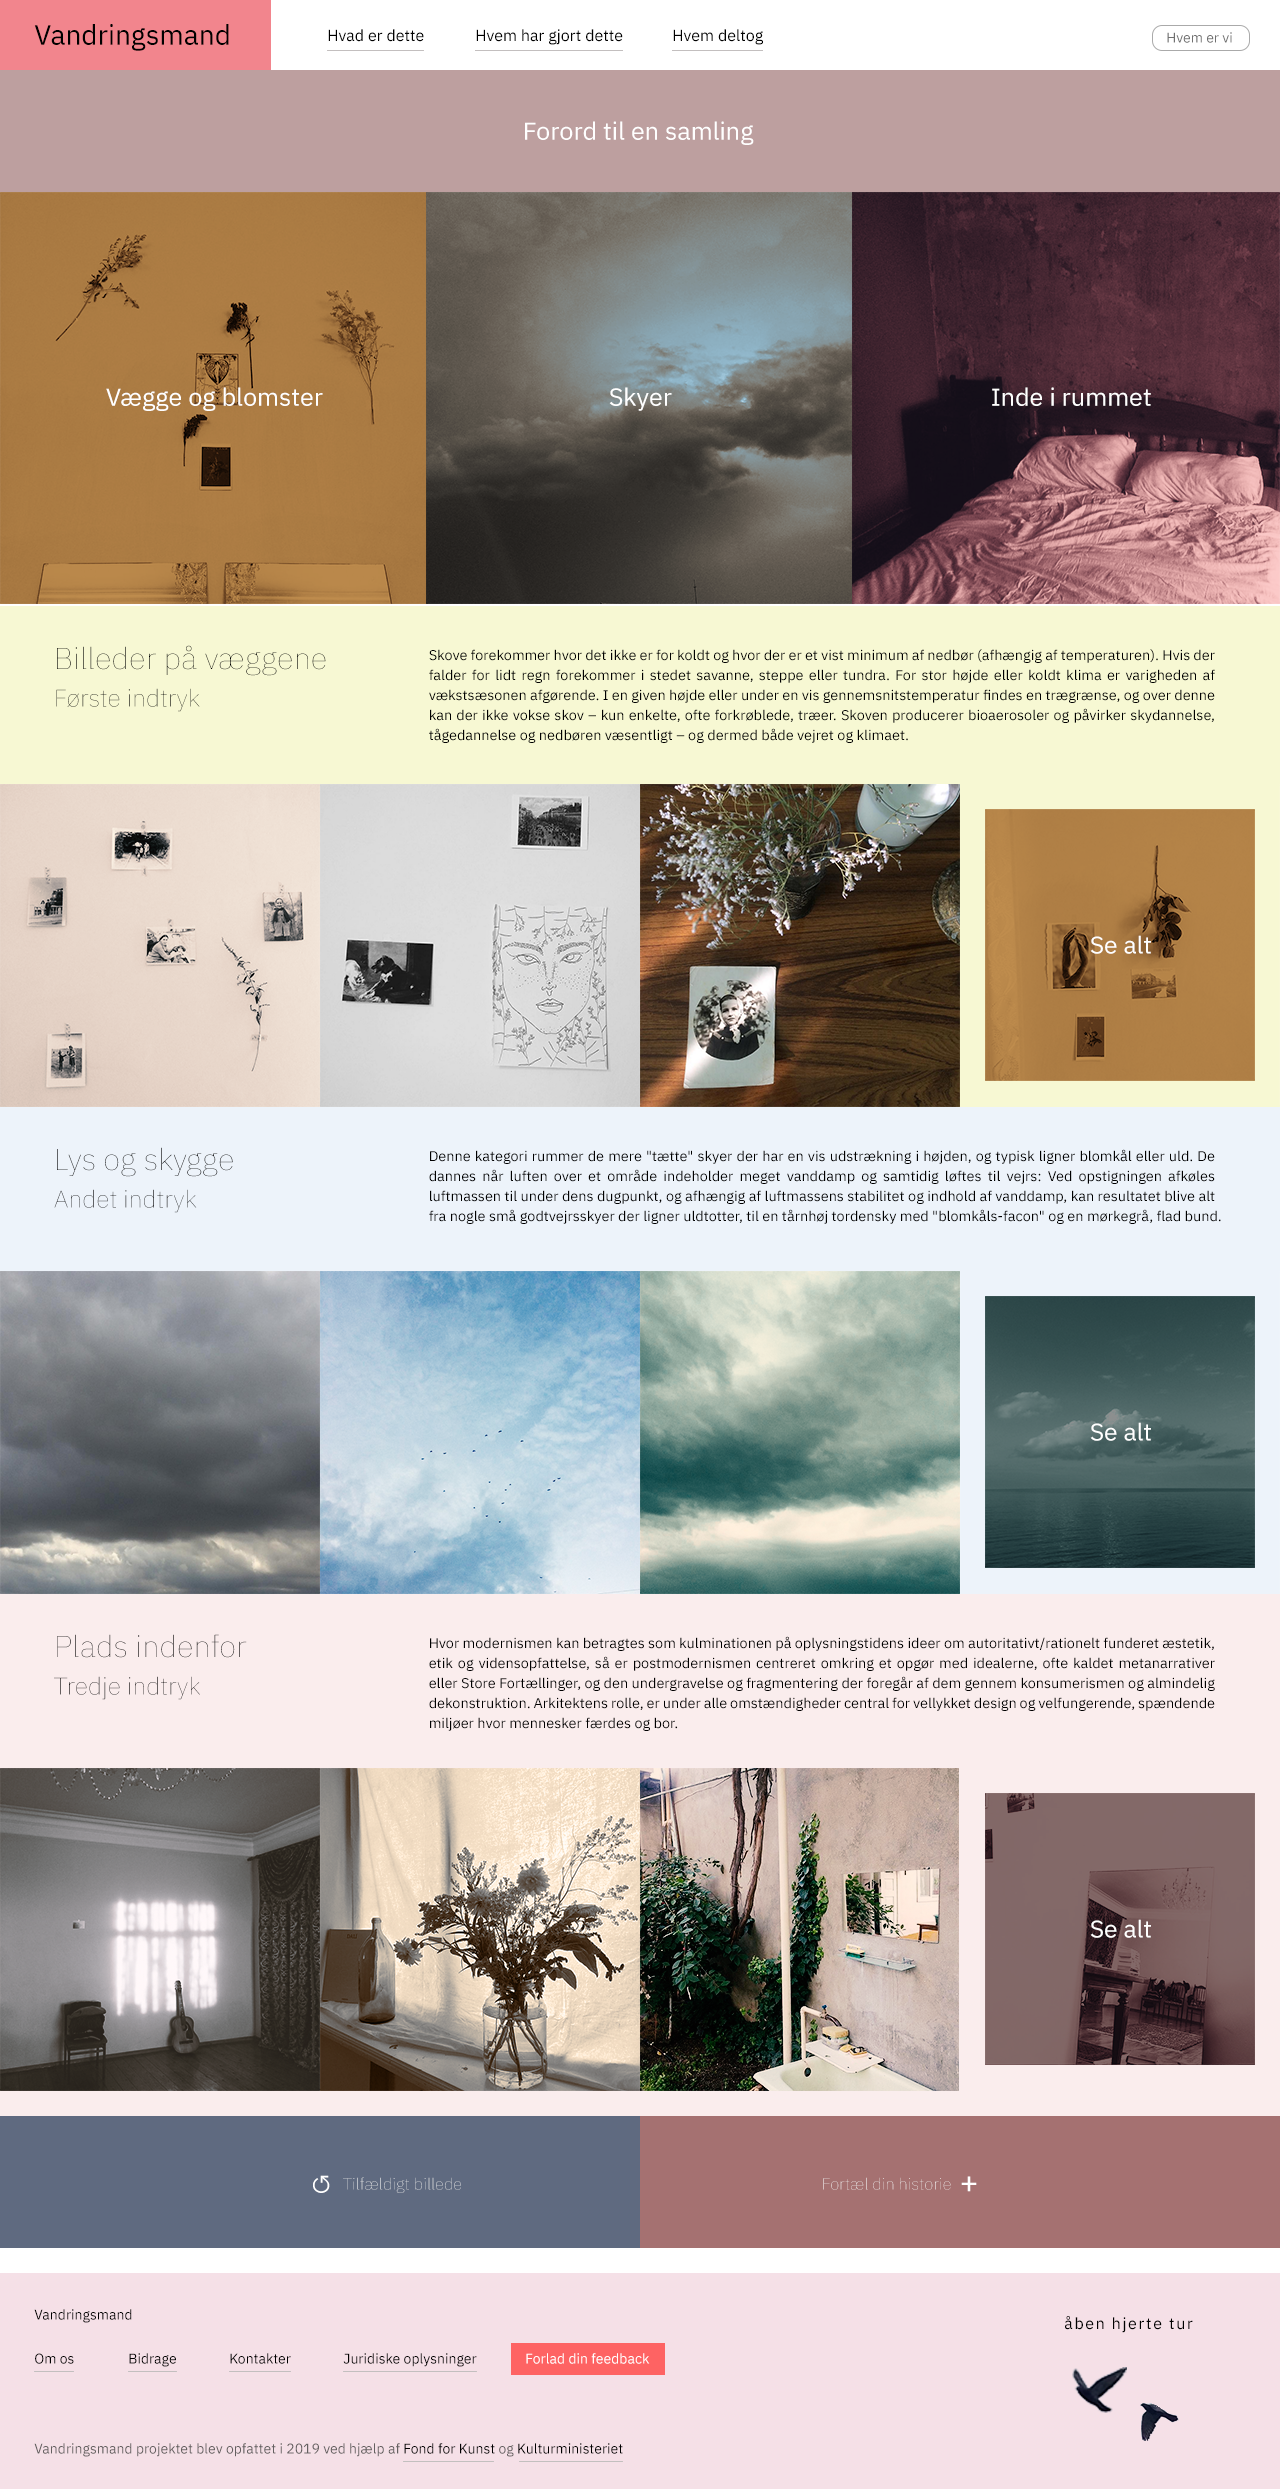 Vandringsmand
Hvad er dette
Hvem har gjort dette
Hvem deltog
Hvem er vi
Forord til en samling
Vægge og blomster
Skyer
Inde i rummet
Billeder på væggene
Første indtryk
Skove forekommer hvor det ikke er for koldt og hvor der er et vist minimum af nedbør (afhængig af temperaturen). Hvis der
falder for lidt regn forekommer i stedet savanne, steppe eller tundra. For stor højde eller koldt klima er varigheden af
vækstsæsonen afgørende. I en given højde eller under en vis gennemsnitstemperatur findes en trægrænse, og over denne
kan der ikke vokse skov – kun enkelte, ofte forkrøblede, træer. Skoven producerer bioaerosoler og påvirker skydannelse,
tågedannelse og nedbøren væsentligt – og dermed både vejret og klimaet.
Se alt
Lys og skygge
Andet indtryk
Denne kategori rummer de mere "tætte" skyer der har en vis udstrækning i højden, og typisk ligner blomkål eller uld. De
dannes når luften over et område indeholder meget vanddamp og samtidig løftes til vejrs: Ved opstigningen afkøles
luftmassen til under dens dugpunkt, og afhængig af luftmassens stabilitet og indhold af vanddamp, kan resultatet blive alt
fra nogle små godtvejrsskyer der ligner uldtotter, til en tårnhøj tordensky med "blomkåls-facon" og en mørkegrå, flad bund.
Se alt
Plads indenfor
Tredje indtryk
Hvor modernismen kan betragtes som kulminationen på oplysningstidens ideer om autoritativt/rationelt funderet æstetik,
etik og vidensopfattelse, så er postmodernismen centreret omkring et opgør med idealerne, ofte kaldet metanarrativer
eller Store Fortællinger, og den undergravelse og fragmentering der foregår af dem gennem konsumerismen og almindelig
dekonstruktion. Arkitektens rolle, er under alle omstændigheder central for vellykket design og velfungerende, spændende
miljøer hvor mennesker færdes og bor.
Se alt
Tilfældigt billede
Fortæl din historie
Vandringsmand
Om os
Bidrage
Kontakter
Juridiske oplysninger
Forlad din feedback
åben hjerte tur
Vandringsmand projektet blev opfattet i 2019 ved hjælp af Fond for Kunst og Kulturministeriet